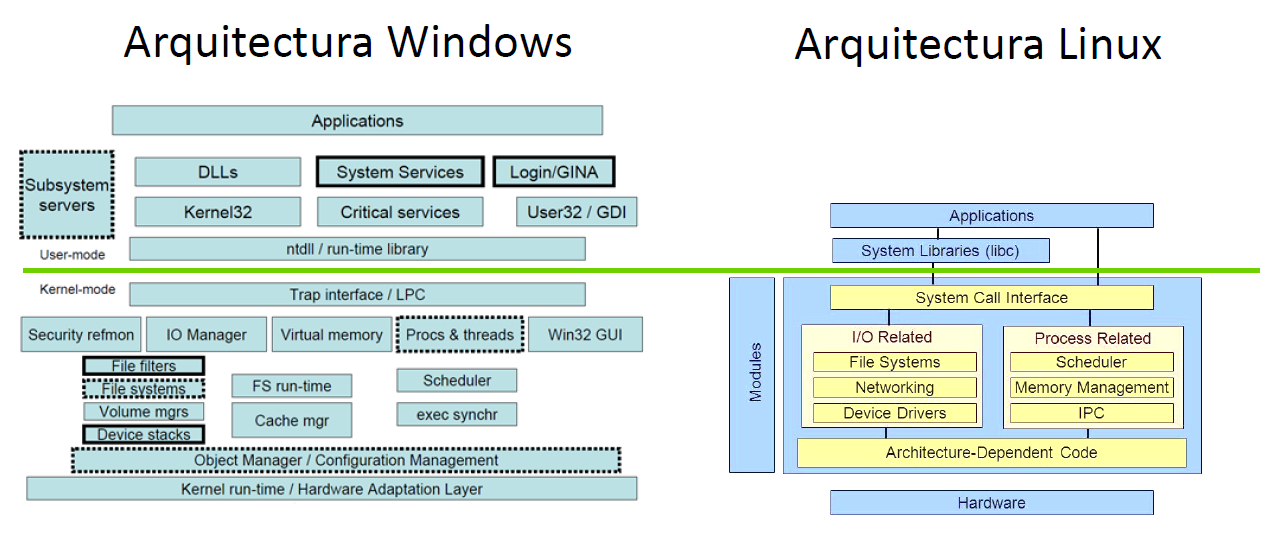 Arquitectura Windows
Applications
Subsystem
servers
DLLs
System Services
Login/GINA
Kernel32
Critical services
User32 / GDI
User-mode
ntdll / run-time library
Kernel-mode
Trap interface / LPC
Security refmon
IO Manager
Virtual memory
Procs & threads
Win32 GUI
File filters
File systems
Volume mgrs
Device stacks
FS run-time
Cache mgr
Scheduler
exec synchr
Object Manager / Configuration Management
Kernel run-time / Hardware Adaptation Layer
Arquitectura Linux
Applications
System Libraries (libc)
Modules
System Call Interface
I/O Related
File Systems
Networking
Device Drivers
Process Related
Scheduler
Memory Management
IPC
Architecture-Dependent Code
Hardware